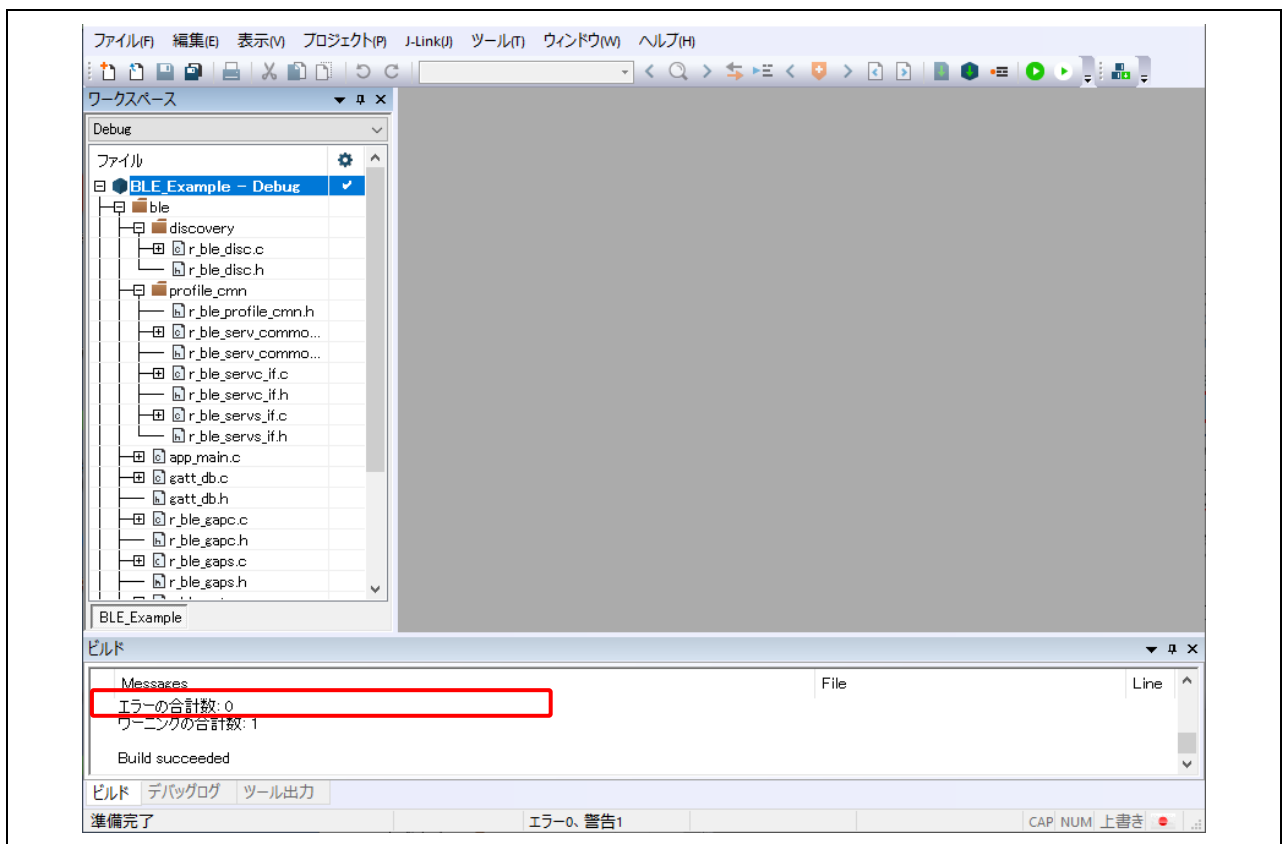 ファイル(F) 編集(E) 表示(V) プロジェクト(P) J-Link(J) ツール(T) ウィンドウ(W) ヘルプ(H)
ワークスペース
Debug
ファイル
BLE_Example - Debug
ble
discovery
r_ble_disc.c
r_ble_disc.h
profile_cmn
r_ble_profile_cmn.h
r_ble_serv_commo...
r_ble_serv_commo...
r_ble_servc_if.c
r_ble_servc_if.h
r_ble_servs_if.c
r_ble_servs_if.h
app_main.c
gatt_db.c
gatt_db.h
r_ble_gapc.c
r_ble_gapc.h
r_ble_gaps.c
r_ble_gaps.h
BLE_Example
ビルド
Messages File Line
エラーの合計数: 0
ワーニングの合計数: 1
Build succeeded
ビルド デバッグログ ツール出力
準備完了 エラー0、警告1 CAP NUM 上書き